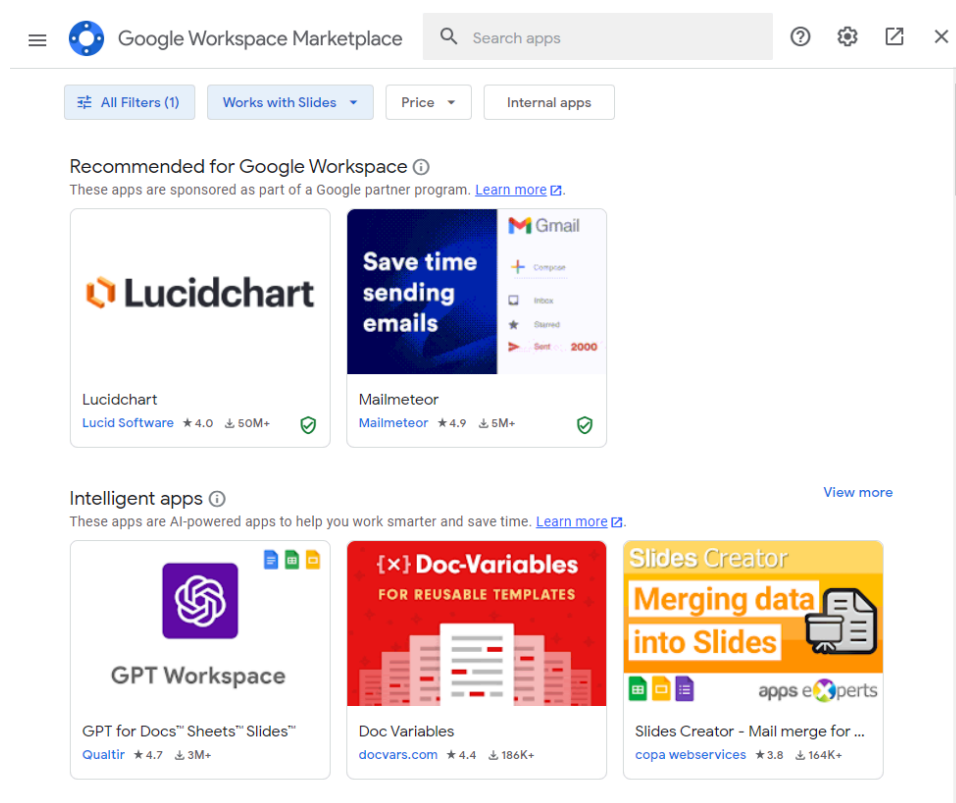 Google Workspace Marketplace
Search apps
All Filters (1)
Works with Slides
Price
Internal apps
Recommended for Google Workspace
These apps are sponsored as part of a Google partner program. Learn more.
Lucidchart
Save time
sending
emails
Gmail
Compose
Inbox
Starred
Sent 2000
Lucidchart
Lucid Software ★ 4.0 50M+
Mailmeteor
Mailmeteor ★ 4.9 5M+
Intelligent apps
View more
These apps are AI-powered apps to help you work smarter and save time. Learn more.
GPT Workspace
{×} Doc-Variables
FOR REUSABLE TEMPLATES
Slides Creator
Merging data
into Slides
apps eXperts
GPT for Docs™ Sheets™ Slides™
Qualtir ★ 4.7 3M+
Doc Variables
docvars.com ★ 4.4 186K+
Slides Creator - Mail merge for ...
copa webservices ★ 3.8 164K+